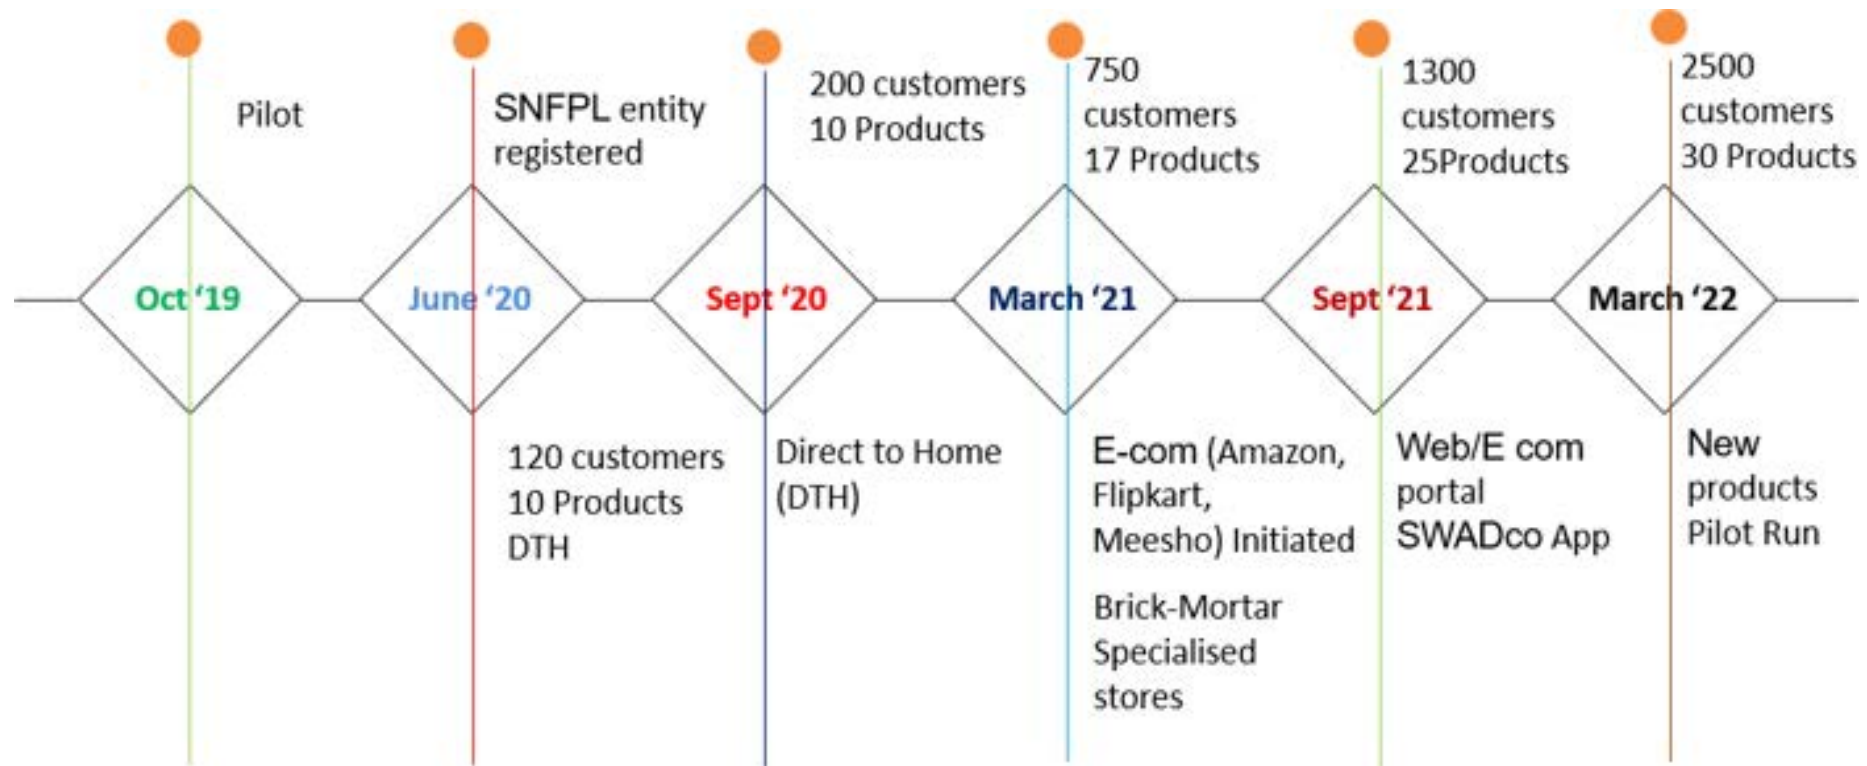 Pilot
SNFPL entity
registered
200 customers
10 Products
750
customers
17 Products
1300
customers
25Products
2500
customers
30 Products
Oct ‘19
June ‘20
Sept ‘20
March ‘21
Sept ‘21
March ‘22
120 customers
10 Products
DTH
Direct to Home
(DTH)
E-com (Amazon,
Flipkart,
Meesho) Initiated
Brick-Mortar
Specialised
stores
Web/E com
portal
SWADco App
New
products
Pilot Run